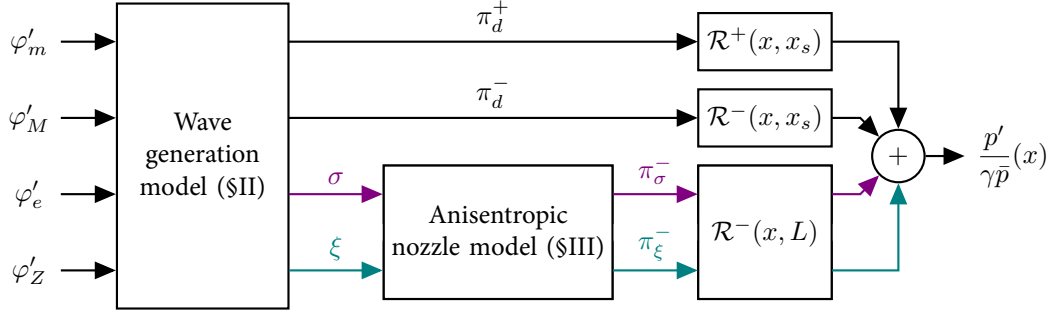 φ′_m
φ′_M
φ′_e
φ′_Z
Wave
generation
model (§II)
π_d^+
π_d^−
σ
ξ
Anisentropic
nozzle model (§III)
π_σ^−
π_ξ^−
ℛ^+(x, x_s)
ℛ^−(x, x_s)
ℛ^−(x, L)
+
p′/(γp̄)(x)